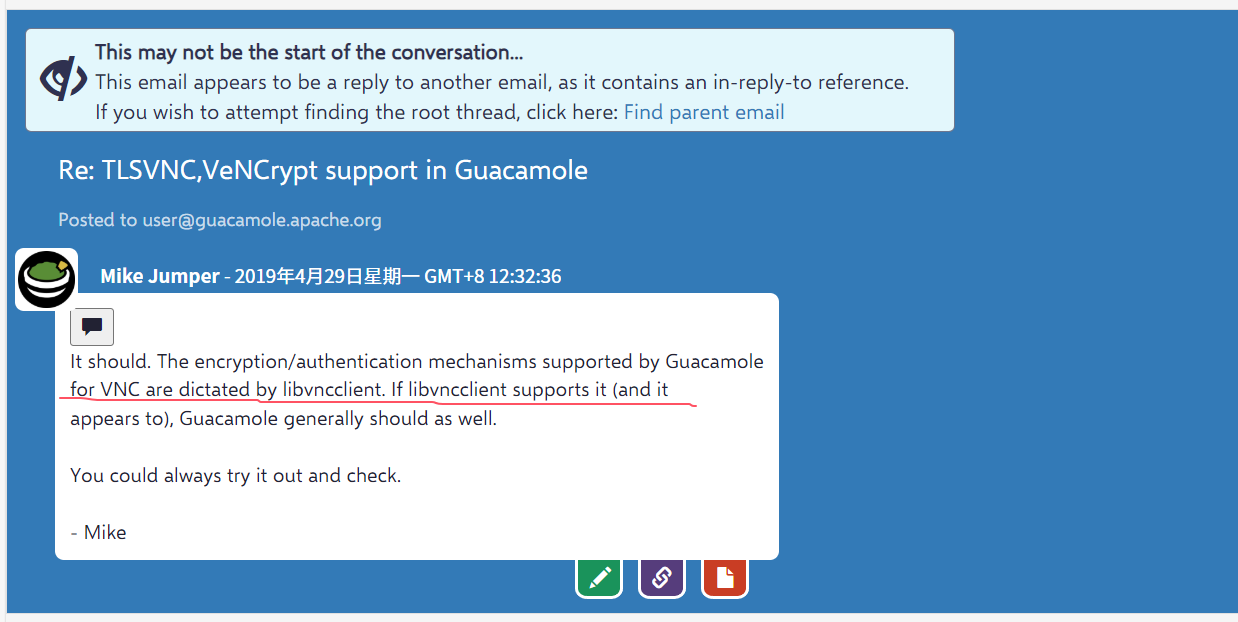 This may not be the start of the conversation...
This email appears to be a reply to another email, as it contains an in-reply-to reference.
If you wish to attempt finding the root thread, click here: Find parent email
Re: TLSVNC,VeNCrypt support in Guacamole
Posted to user@guacamole.apache.org
Mike Jumper - 2019年4月29日星期一 GMT+8 12:32:36
It should. The encryption/authentication mechanisms supported by Guacamole
for VNC are dictated by libvncclient. If libvncclient supports it (and it
appears to), Guacamole generally should as well.
You could always try it out and check.
- Mike